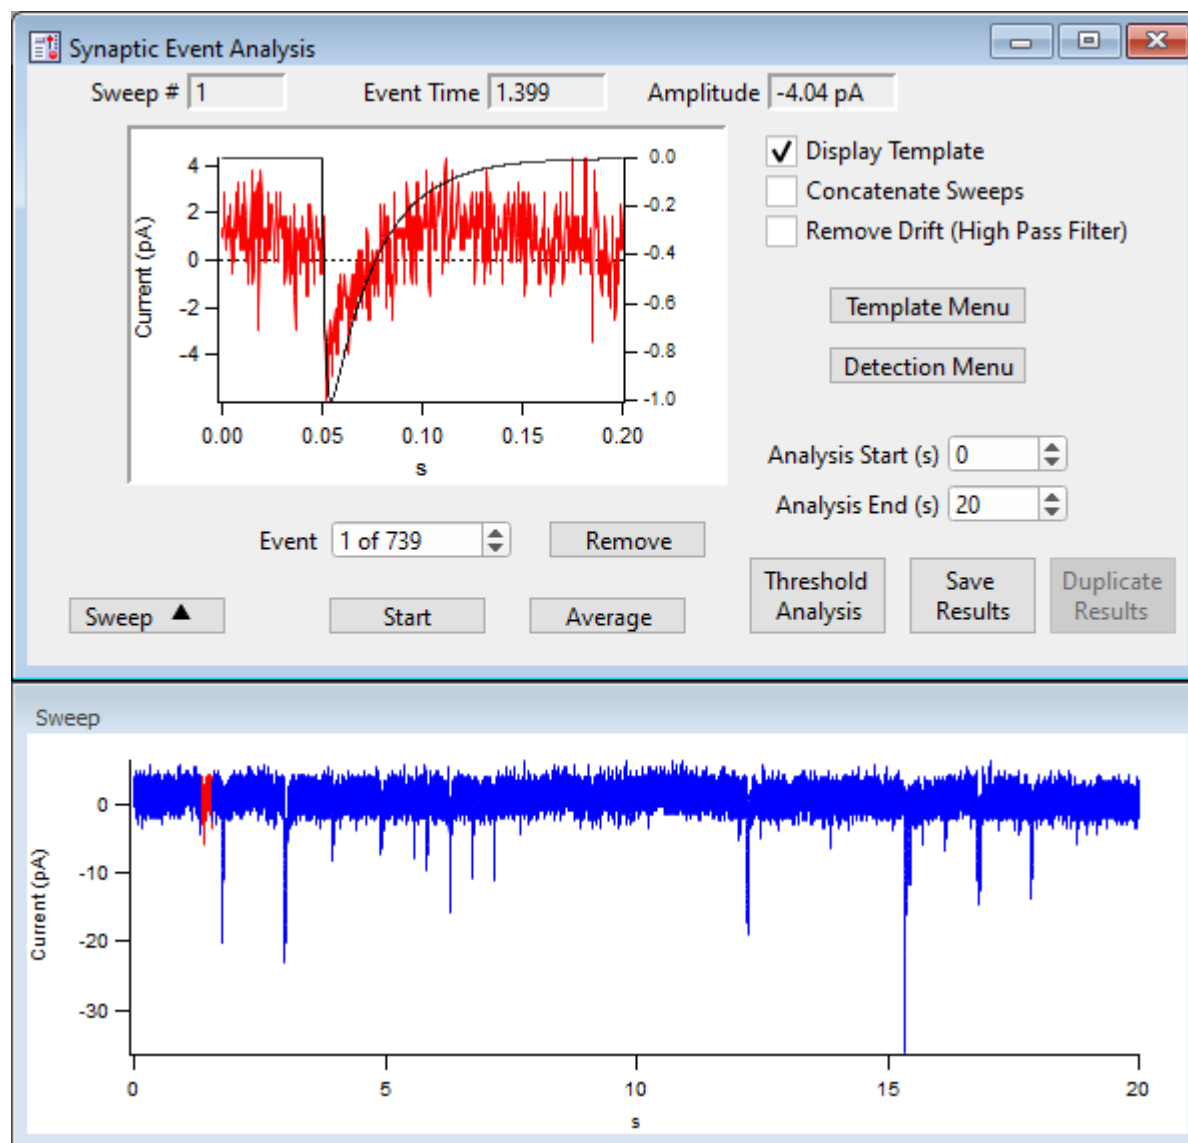 Synaptic Event Analysis
Sweep # 1 Event Time 1.399 Amplitude -4.04 pA
Current (pA)
4
2
0
-2
-4
0.0
-0.2
-0.4
-0.6
-0.8
-1.0
0.00 0.05 0.10 0.15 0.20
s
Display Template
Concatenate Sweeps
Remove Drift (High Pass Filter)
Template Menu
Detection Menu
Analysis Start (s) 0
Analysis End (s) 20
Event 1 of 739 Remove
Sweep ▲ Start Average
Threshold
Analysis
Save
Results
Duplicate
Results
Sweep
Current (pA)
0
-10
-20
-30
0 5 10 15 20
s